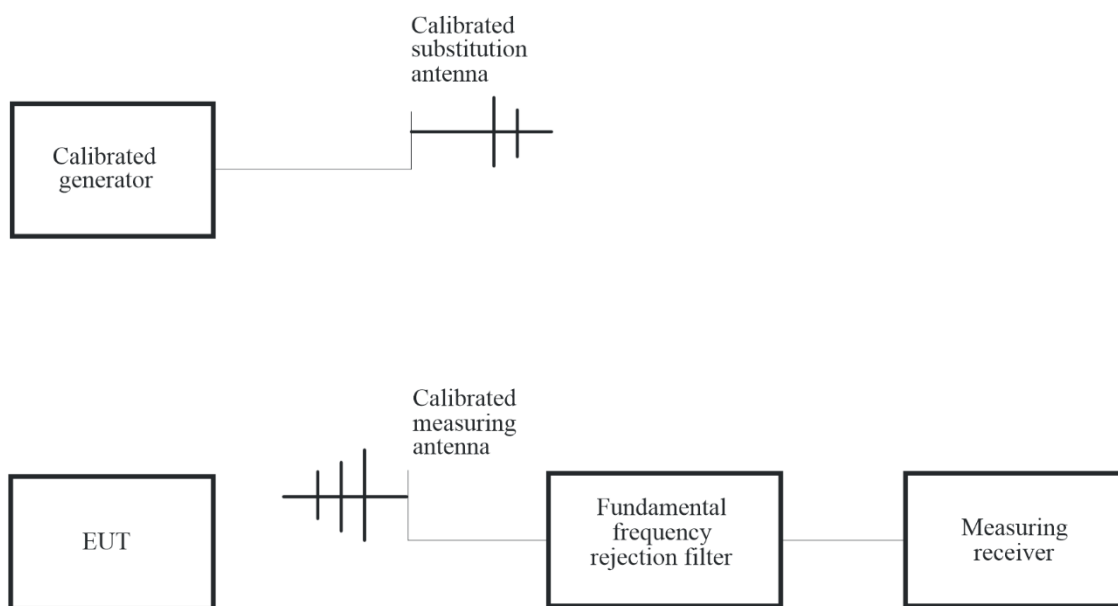 Calibrated
substitution
antenna
Calibrated
generator
Calibrated
measuring
antenna
EUT
Fundamental
frequency
rejection filter
Measuring
receiver